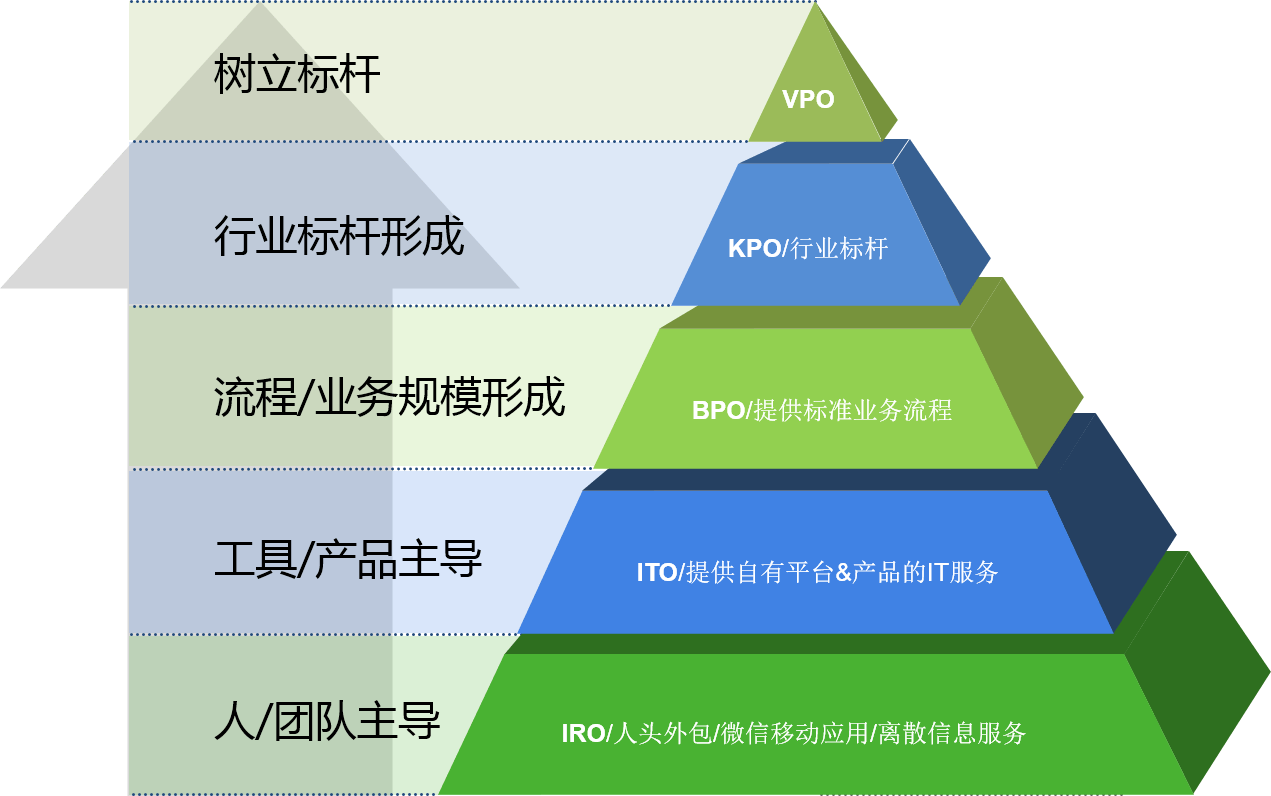 树立标杆
VPO
行业标杆形成
KPO/行业标杆
流程/业务规模形成
BPO/提供标准业务流程
工具/产品主导
ITO/提供自有平台&产品的IT服务
人/团队主导
IRO/人头外包/微信移动应用/离散信息服务